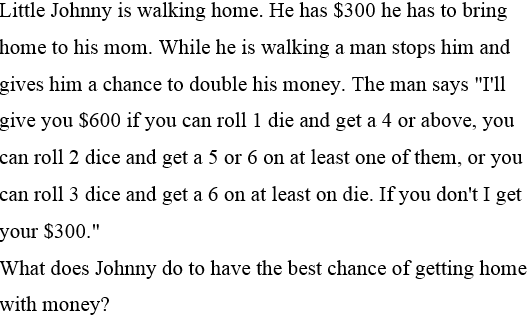 Little Johnny is walking home. He has $300 he has to bring
home to his mom. While he is walking a man stops him and
gives him a chance to double his money. The man says "I'll
give you $600 if you can roll 1 die and get a 4 or above, you
can roll 2 dice and get a 5 or 6 on at least one of them, or you
can roll 3 dice and get a 6 on at least on die. If you don't I get
your $300."
What does Johnny do to have the best chance of getting home
with money?